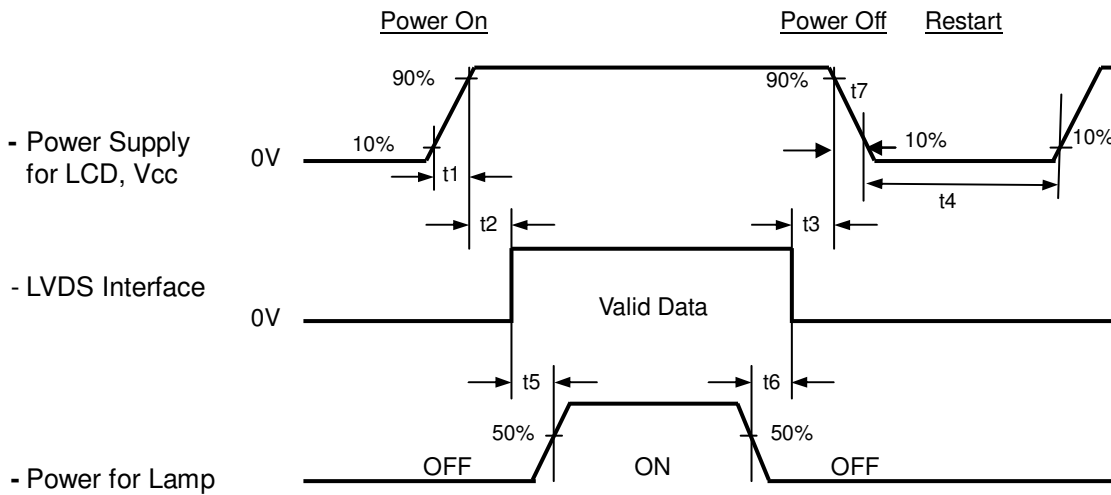 Power On
Power Off
Restart
90%
90%
t7
- Power Supply
for LCD, Vcc
10%
0V
10%
10%
t1
t4
t2
t3
- LVDS Interface
Valid Data
0V
t5
t6
50%
50%
OFF
ON
OFF
- Power for Lamp